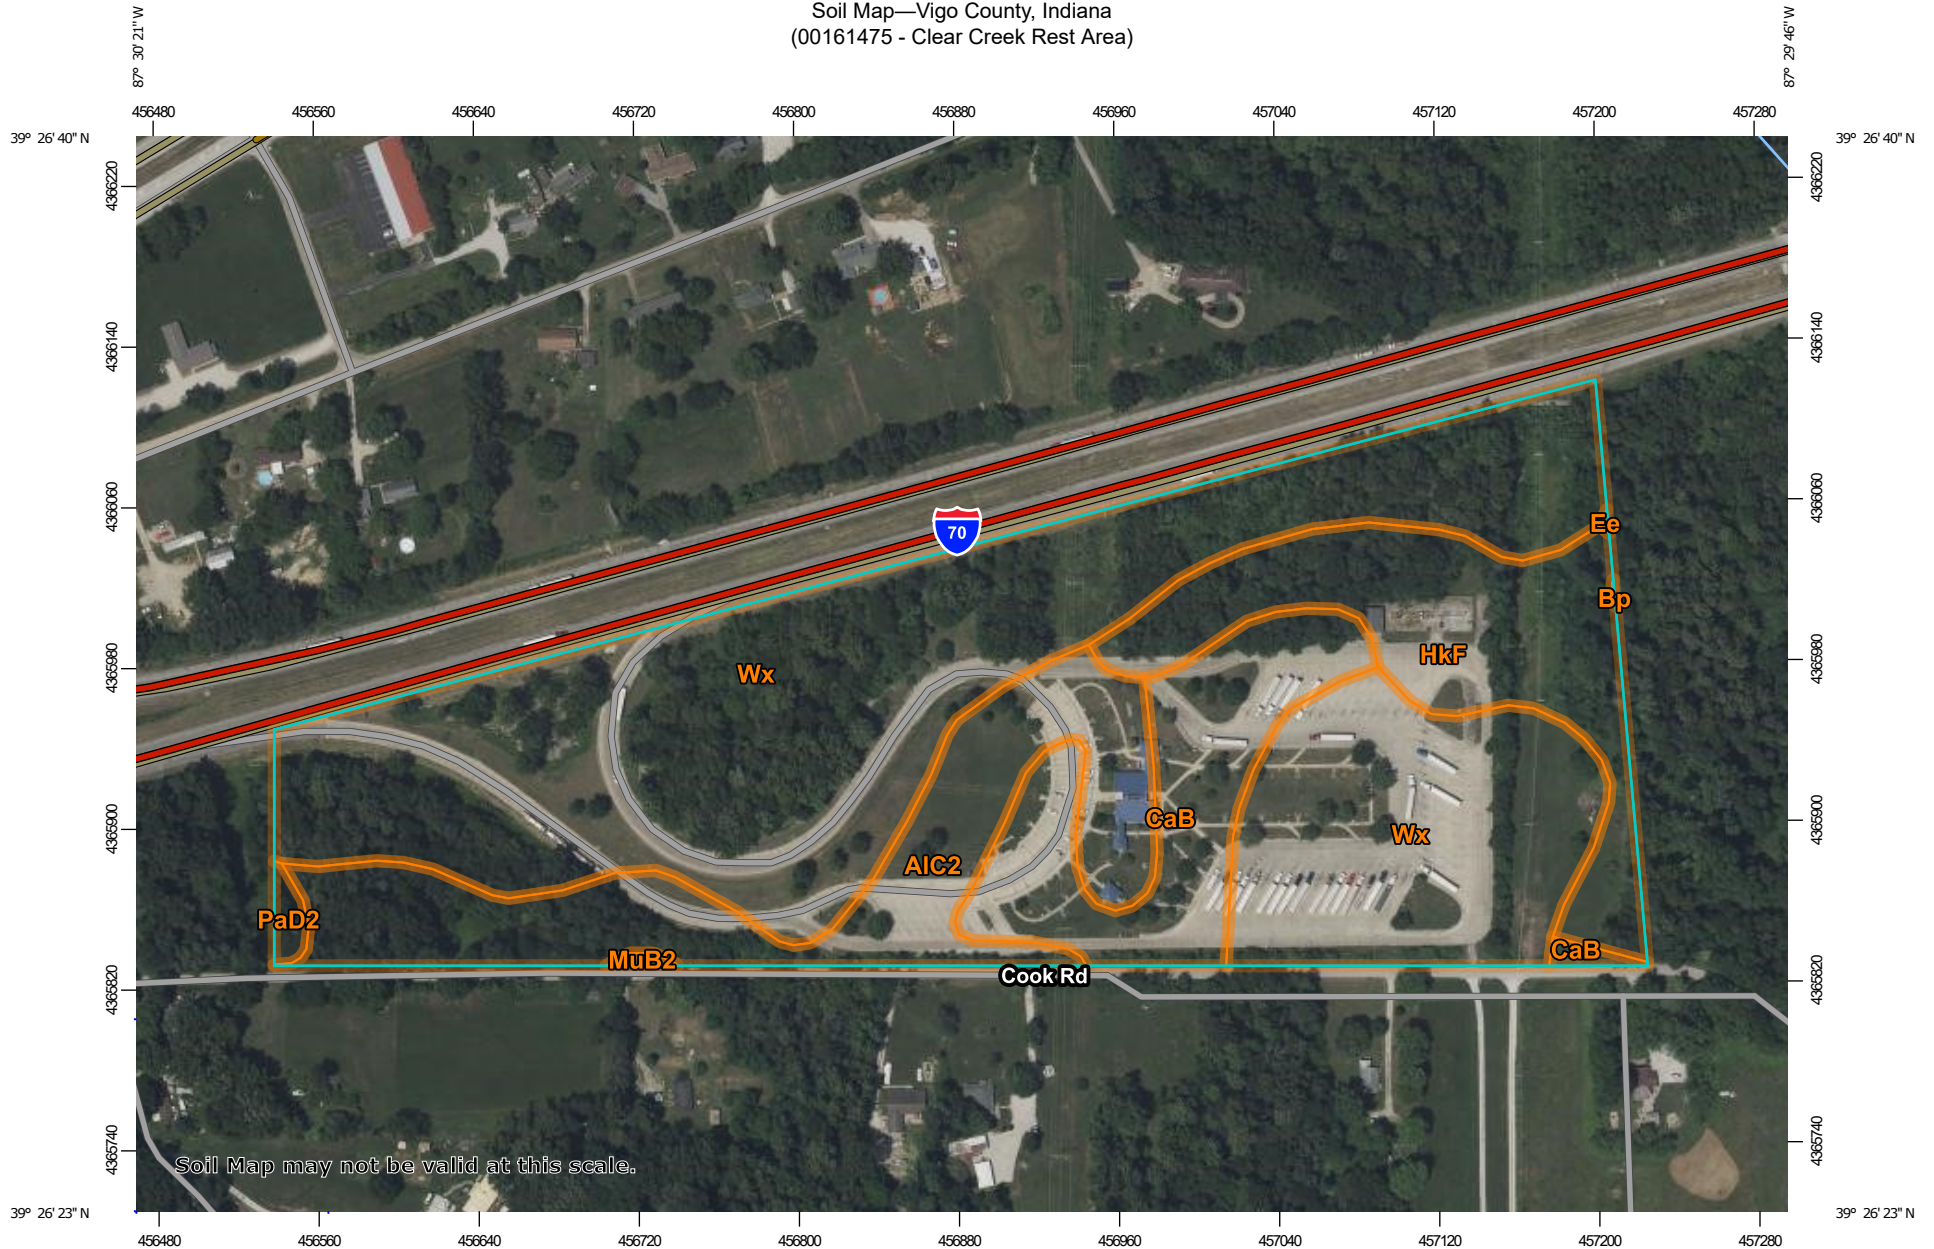 Soil Map—Vigo County, Indiana
(00161475 - Clear Creek Rest Area)
87° 30' 21" W
87° 29' 46" W
456480 456560 456640 456720 456800 456880 456960 457040 457120 457200 457280
39° 26' 40" N
39° 26' 40" N
4366220
4366220
4366140
4366140
4366060
4366060
70
Ee
Bp
HkF
Wx
4365980
4365980
CaB
Wx
AlC2
4365900
4365900
PaD2
CaB
MuB2
Cook Rd
4365820
4365820
4365740
4365740
Soil Map may not be valid at this scale.
39° 26' 23" N
39° 26' 23" N
456480 456560 456640 456720 456800 456880 456960 457040 457120 457200 457280